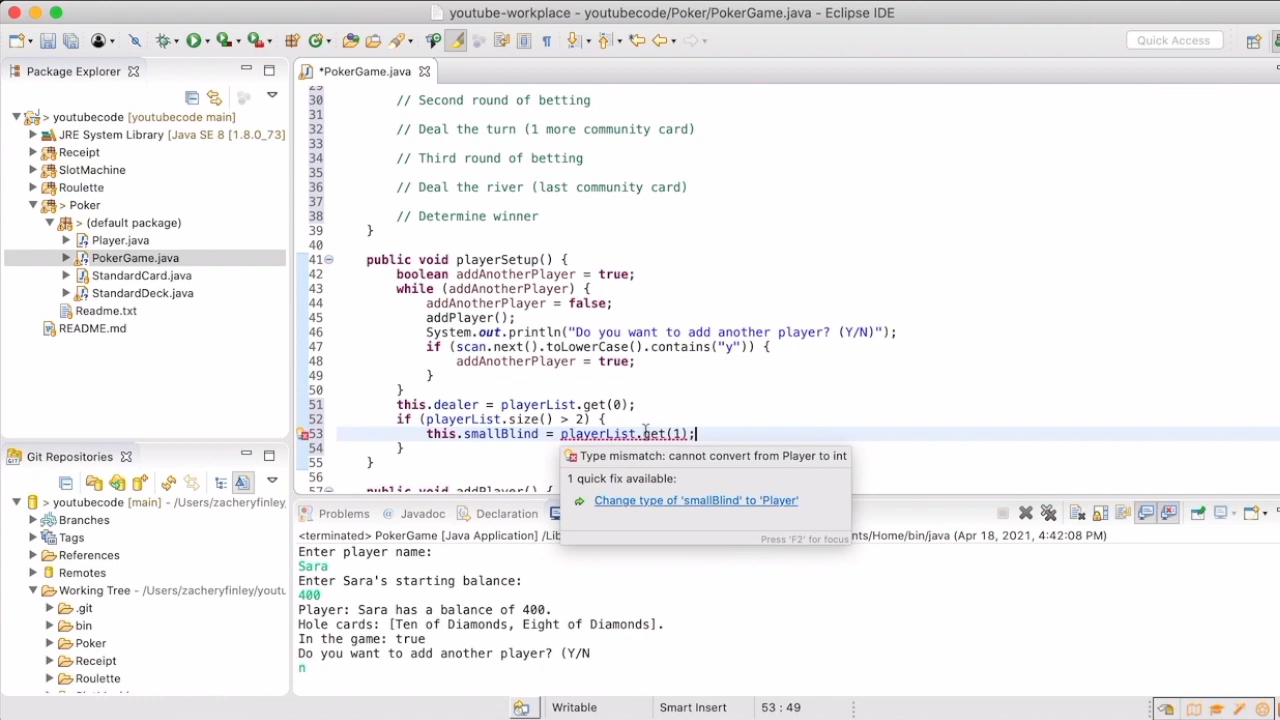 youtube-workplace - youtubecode/Poker/PokerGame.java - Eclipse IDE
Quick Access
Package Explorer
> youtubecode [youtubecode main]
JRE System Library [Java SE 8 [1.8.0_73]
Receipt
SlotMachine
Roulette
> Poker
> (default package)
Player.java
PokerGame.java
StandardCard.java
StandardDeck.java
Readme.txt
README.md
*PokerGame.java
29
30 // Second round of betting
31
32 // Deal the turn (1 more community card)
33
34 // Third round of betting
35
36 // Deal the river (last community card)
37
38 // Determine winner
39 }
40
41 public void playerSetup() {
42 boolean addAnotherPlayer = true;
43 while (addAnotherPlayer) {
44 addAnotherPlayer = false;
45 addPlayer();
46 System.out.println("Do you want to add another player? (Y/N)");
47 if (scan.next().toLowerCase().contains("y")) {
48 addAnotherPlayer = true;
49 }
50 }
51 this.dealer = playerList.get(0);
52 if (playerList.size() > 2) {
53 this.smallBlind = playerList.get(1);
54 }
55 }
56
57 public void addPlayer() {
Type mismatch: cannot convert from Player to int
1 quick fix available:
Change type of 'smallBlind' to 'Player'
Press 'F2' for focus
Git Repositories
> youtubecode [main] - /Users/zacheryfinley/
Branches
Tags
References
Remotes
Working Tree - /Users/zacheryfinley/youtu
.git
bin
Poker
Receipt
Roulette
Problems
@ Javadoc
Declaration
<terminated> PokerGame [Java Application] /Lib
nts/Home/bin/java (Apr 18, 2021, 4:42:08 PM)
Enter player name:
Sara
Enter Sara's starting balance:
400
Player: Sara has a balance of 400.
Hole cards: [Ten of Diamonds, Eight of Diamonds].
In the game: true
Do you want to add another player? (Y/N
n
Writable
Smart Insert
53 : 49